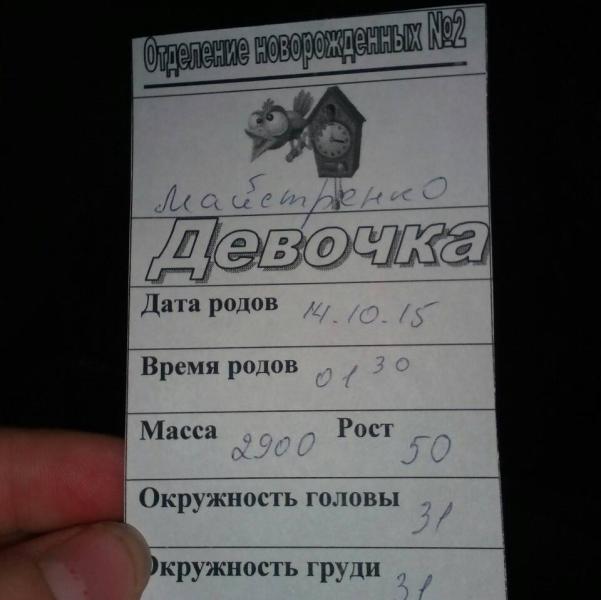 Отделение новорожденных №2
Майстренко
Девочка
Дата родов 14.10.15
Время родов 01 30
Масса 2900 Рост 50
Окружность головы 31
Окружность груди 31